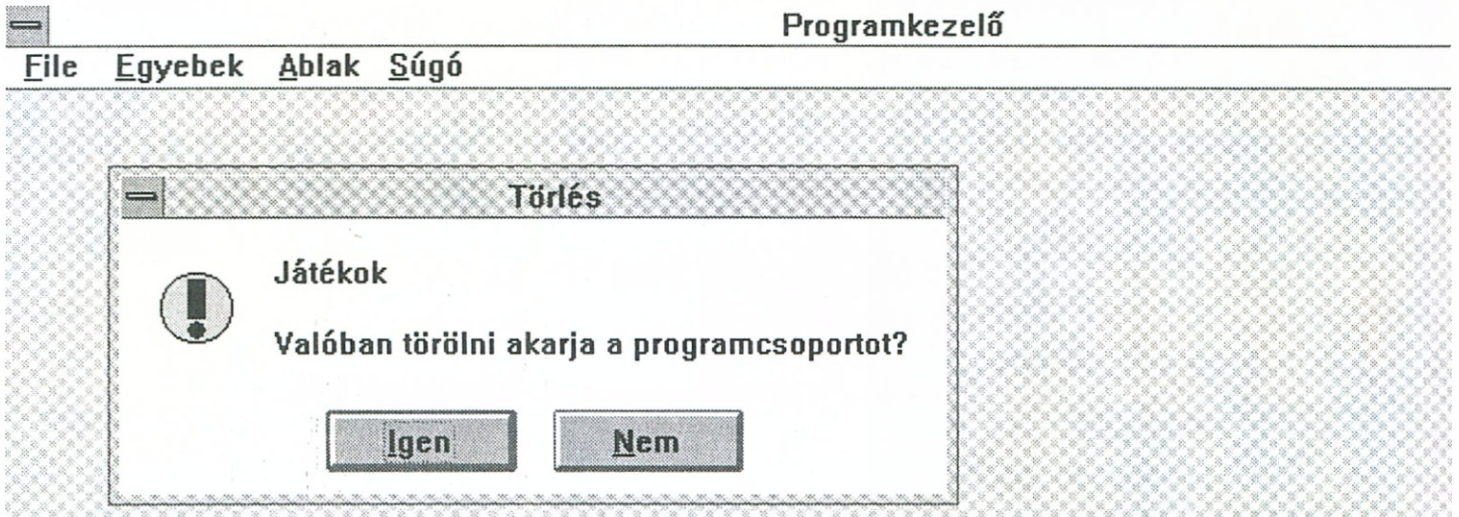 Programkezelő
File Egyebek Ablak Súgó
Törlés
Játékok
Valóban törölni akarja a programcsoportot?
Igen Nem